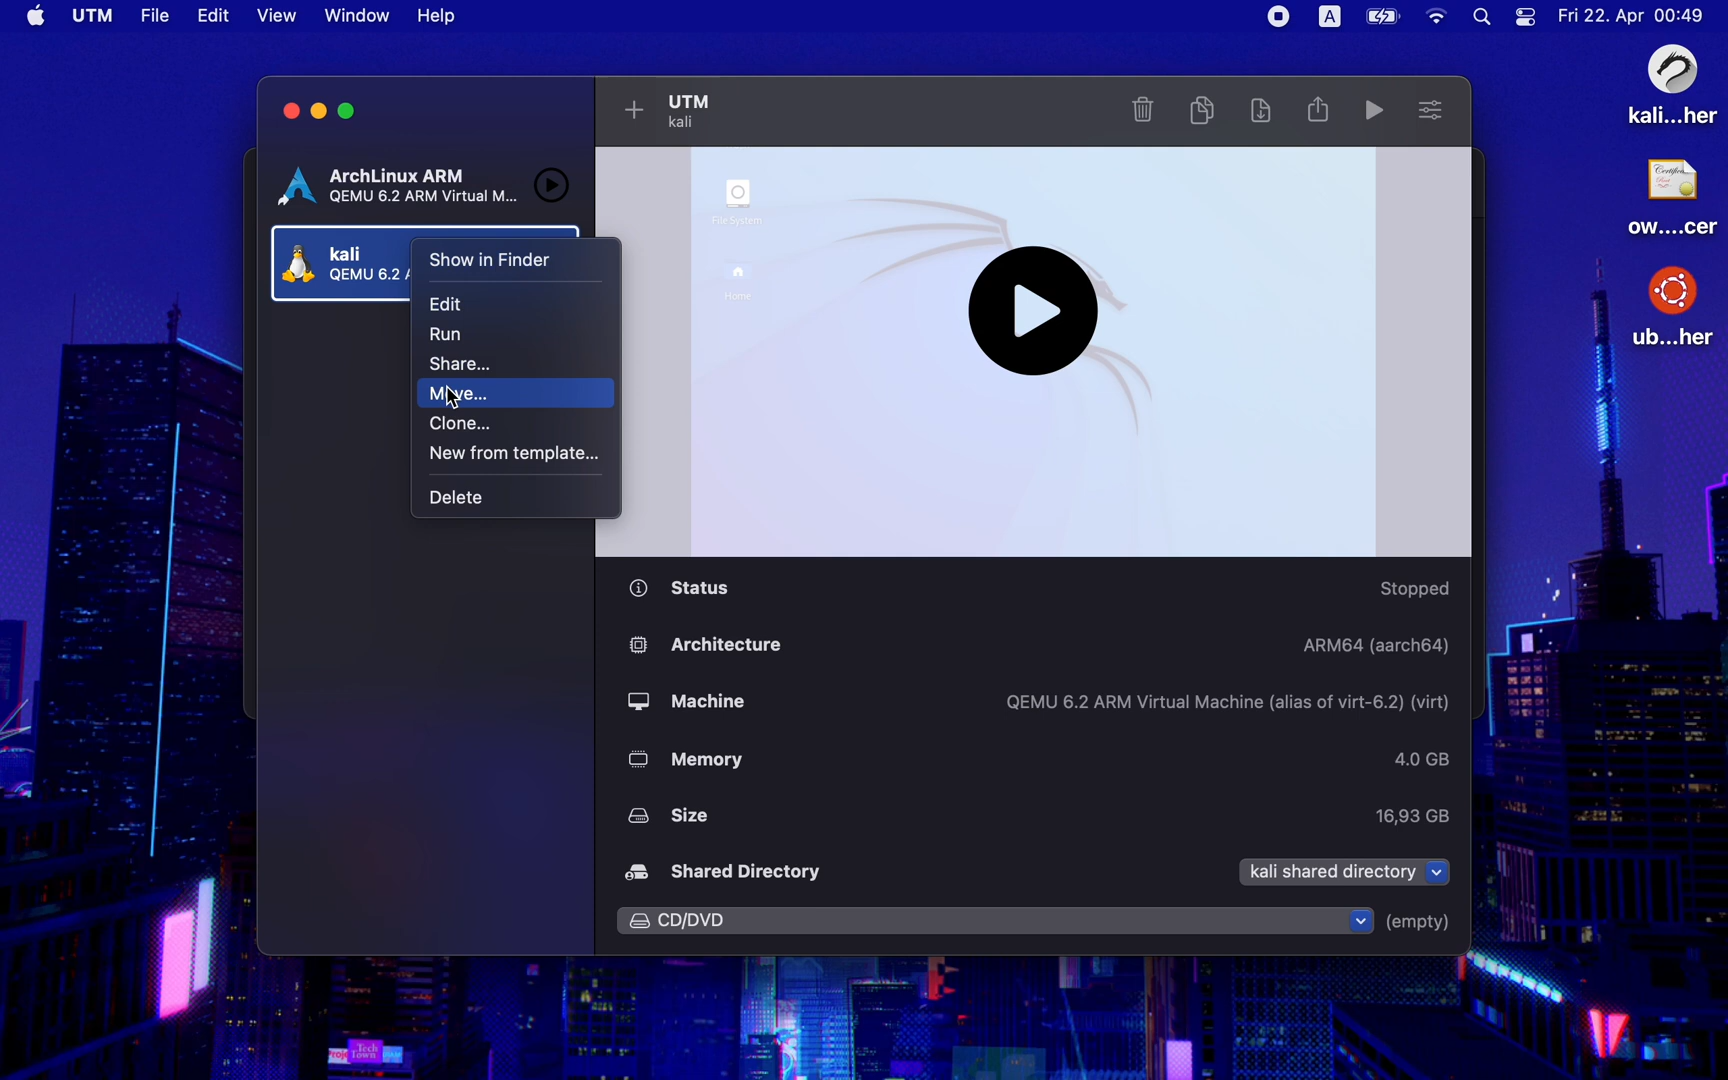 UTM File Edit View Window Help A Fri 22. Apr 00:49
kali...her
ow....cer
ub...her
UTM
kali
ArchLinux ARM
QEMU 6.2 ARM Virtual M...
kali
QEMU 6.2 A
Show in Finder
Edit
Run
Share...
Move...
Clone...
New from template...
Delete
File System
Home
Status Stopped
Architecture ARM64 (aarch64)
Machine QEMU 6.2 ARM Virtual Machine (alias of virt-6.2) (virt)
Memory 4.0 GB
Size 16,93 GB
Shared Directory kali shared directory
CD/DVD (empty)
Tech
Town